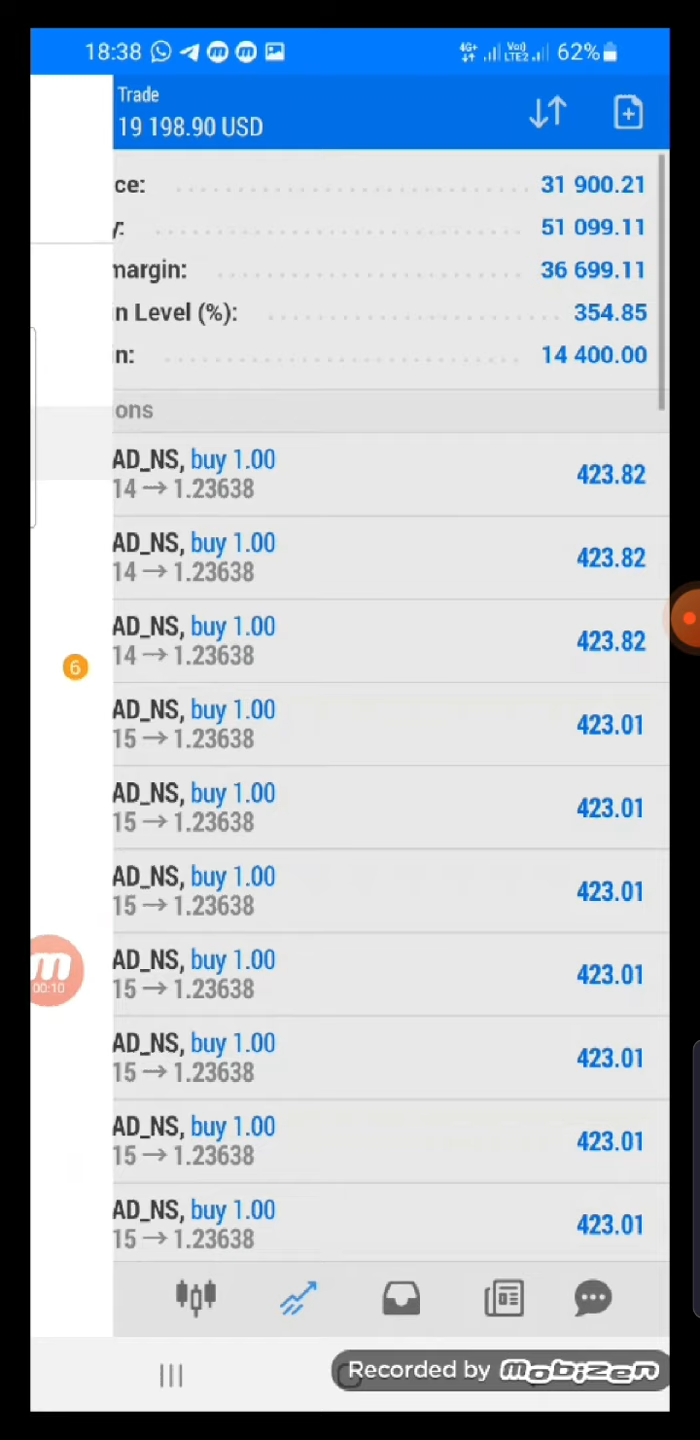 18:38 62%
Trade
19 198.90 USD
ce: 31 900.21
y: 51 099.11
margin: 36 699.11
n Level (%): 354.85
n: 14 400.00
ons
AD_NS, buy 1.00 423.82
14 → 1.23638
AD_NS, buy 1.00 423.82
14 → 1.23638
AD_NS, buy 1.00 423.82
14 → 1.23638
6
AD_NS, buy 1.00 423.01
15 → 1.23638
AD_NS, buy 1.00 423.01
15 → 1.23638
AD_NS, buy 1.00 423.01
15 → 1.23638
AD_NS, buy 1.00 423.01
15 → 1.23638
m
00:10
AD_NS, buy 1.00 423.01
15 → 1.23638
AD_NS, buy 1.00 423.01
15 → 1.23638
AD_NS, buy 1.00 423.01
15 → 1.23638
Recorded by mobizen